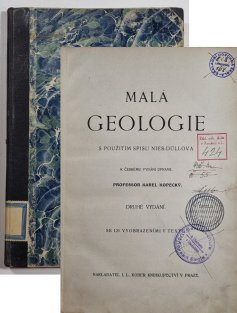 MALÁ
GEOLOGIE
S POUŽITÍM SPISU NIES-DÜLLOVA
K ČESKÉMU VYDÁNÍ UPRAVIL
PROFESSOR KAREL KOPECKÝ.
DRUHÉ VYDÁNÍ.
SE 120 VYOBRAZENÍMI V TEXTU.
NAKLADATEL I. L. KOBER KNIHKUPECTVÍ V PRAZE.